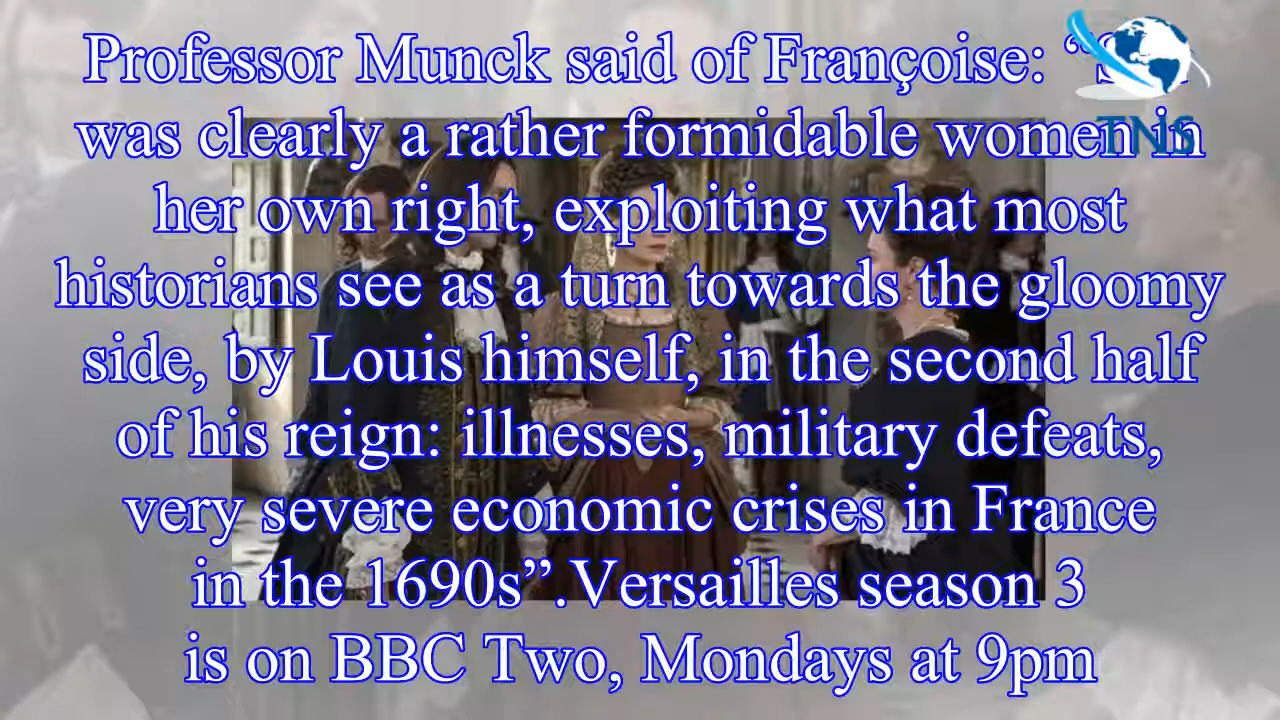 Professor Munck said of Françoise: “
was clearly a rather formidable women in
her own right, exploiting what most
historians see as a turn towards the gloomy
side, by Louis himself, in the second half
of his reign: illnesses, military defeats,
very severe economic crises in France
in the 1690s”.Versailles season 3
is on BBC Two, Mondays at 9pm
TNS